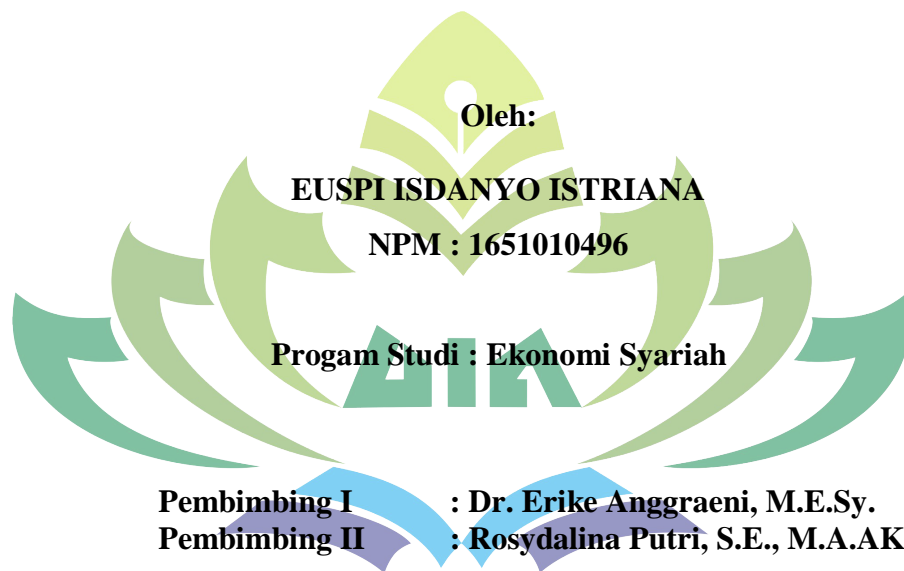 Oleh:
EUSPI ISDANYO ISTRIANA
NPM : 1651010496
Progam Studi : Ekonomi Syariah
Pembimbing I : Dr. Erike Anggraeni, M.E.Sy.
Pembimbing II : Rosydalina Putri, S.E., M.A.AK